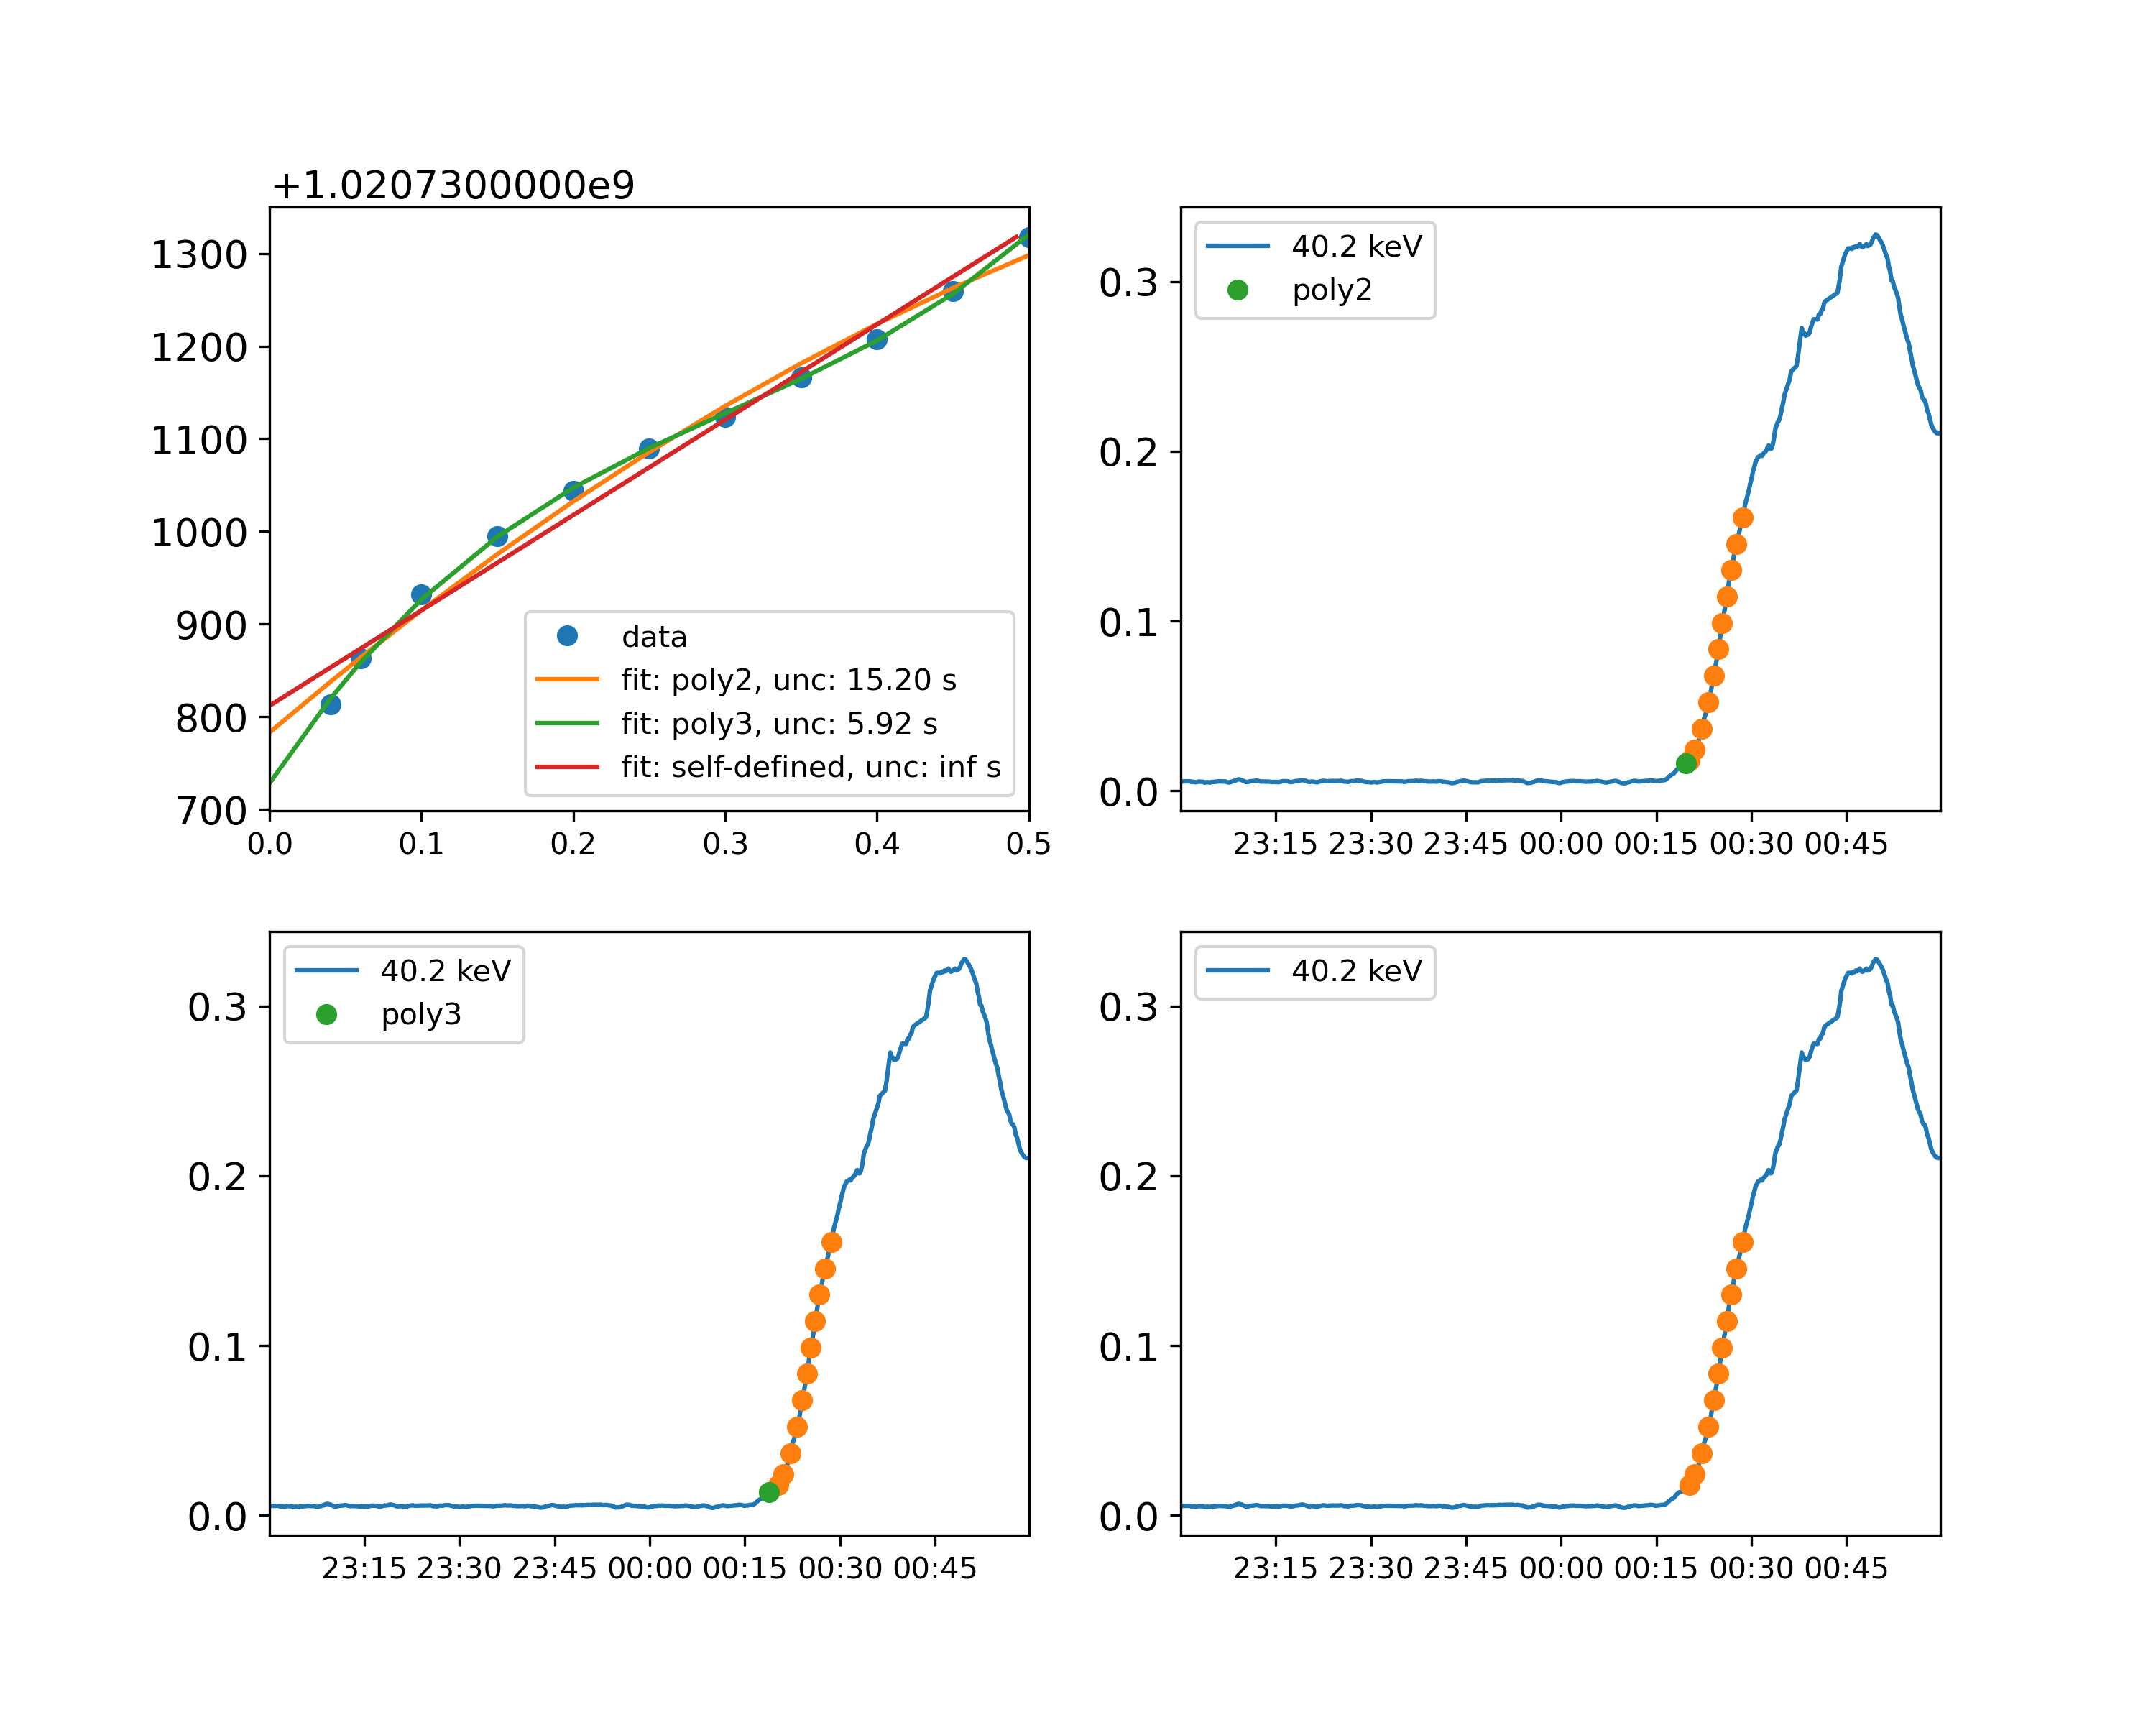 +1.0207300000e9
1300
1200
1100
1000
900
800
700
data
fit: poly2, unc: 15.20 s
fit: poly3, unc: 5.92 s
fit: self-defined, unc: inf s
0.0 0.1 0.2 0.3 0.4 0.5
40.2 keV
poly2
0.3
0.2
0.1
0.0
23:15 23:30 23:45 00:00 00:15 00:30 00:45
40.2 keV
poly3
0.3
0.2
0.1
0.0
23:15 23:30 23:45 00:00 00:15 00:30 00:45
40.2 keV
0.3
0.2
0.1
0.0
23:15 23:30 23:45 00:00 00:15 00:30 00:45